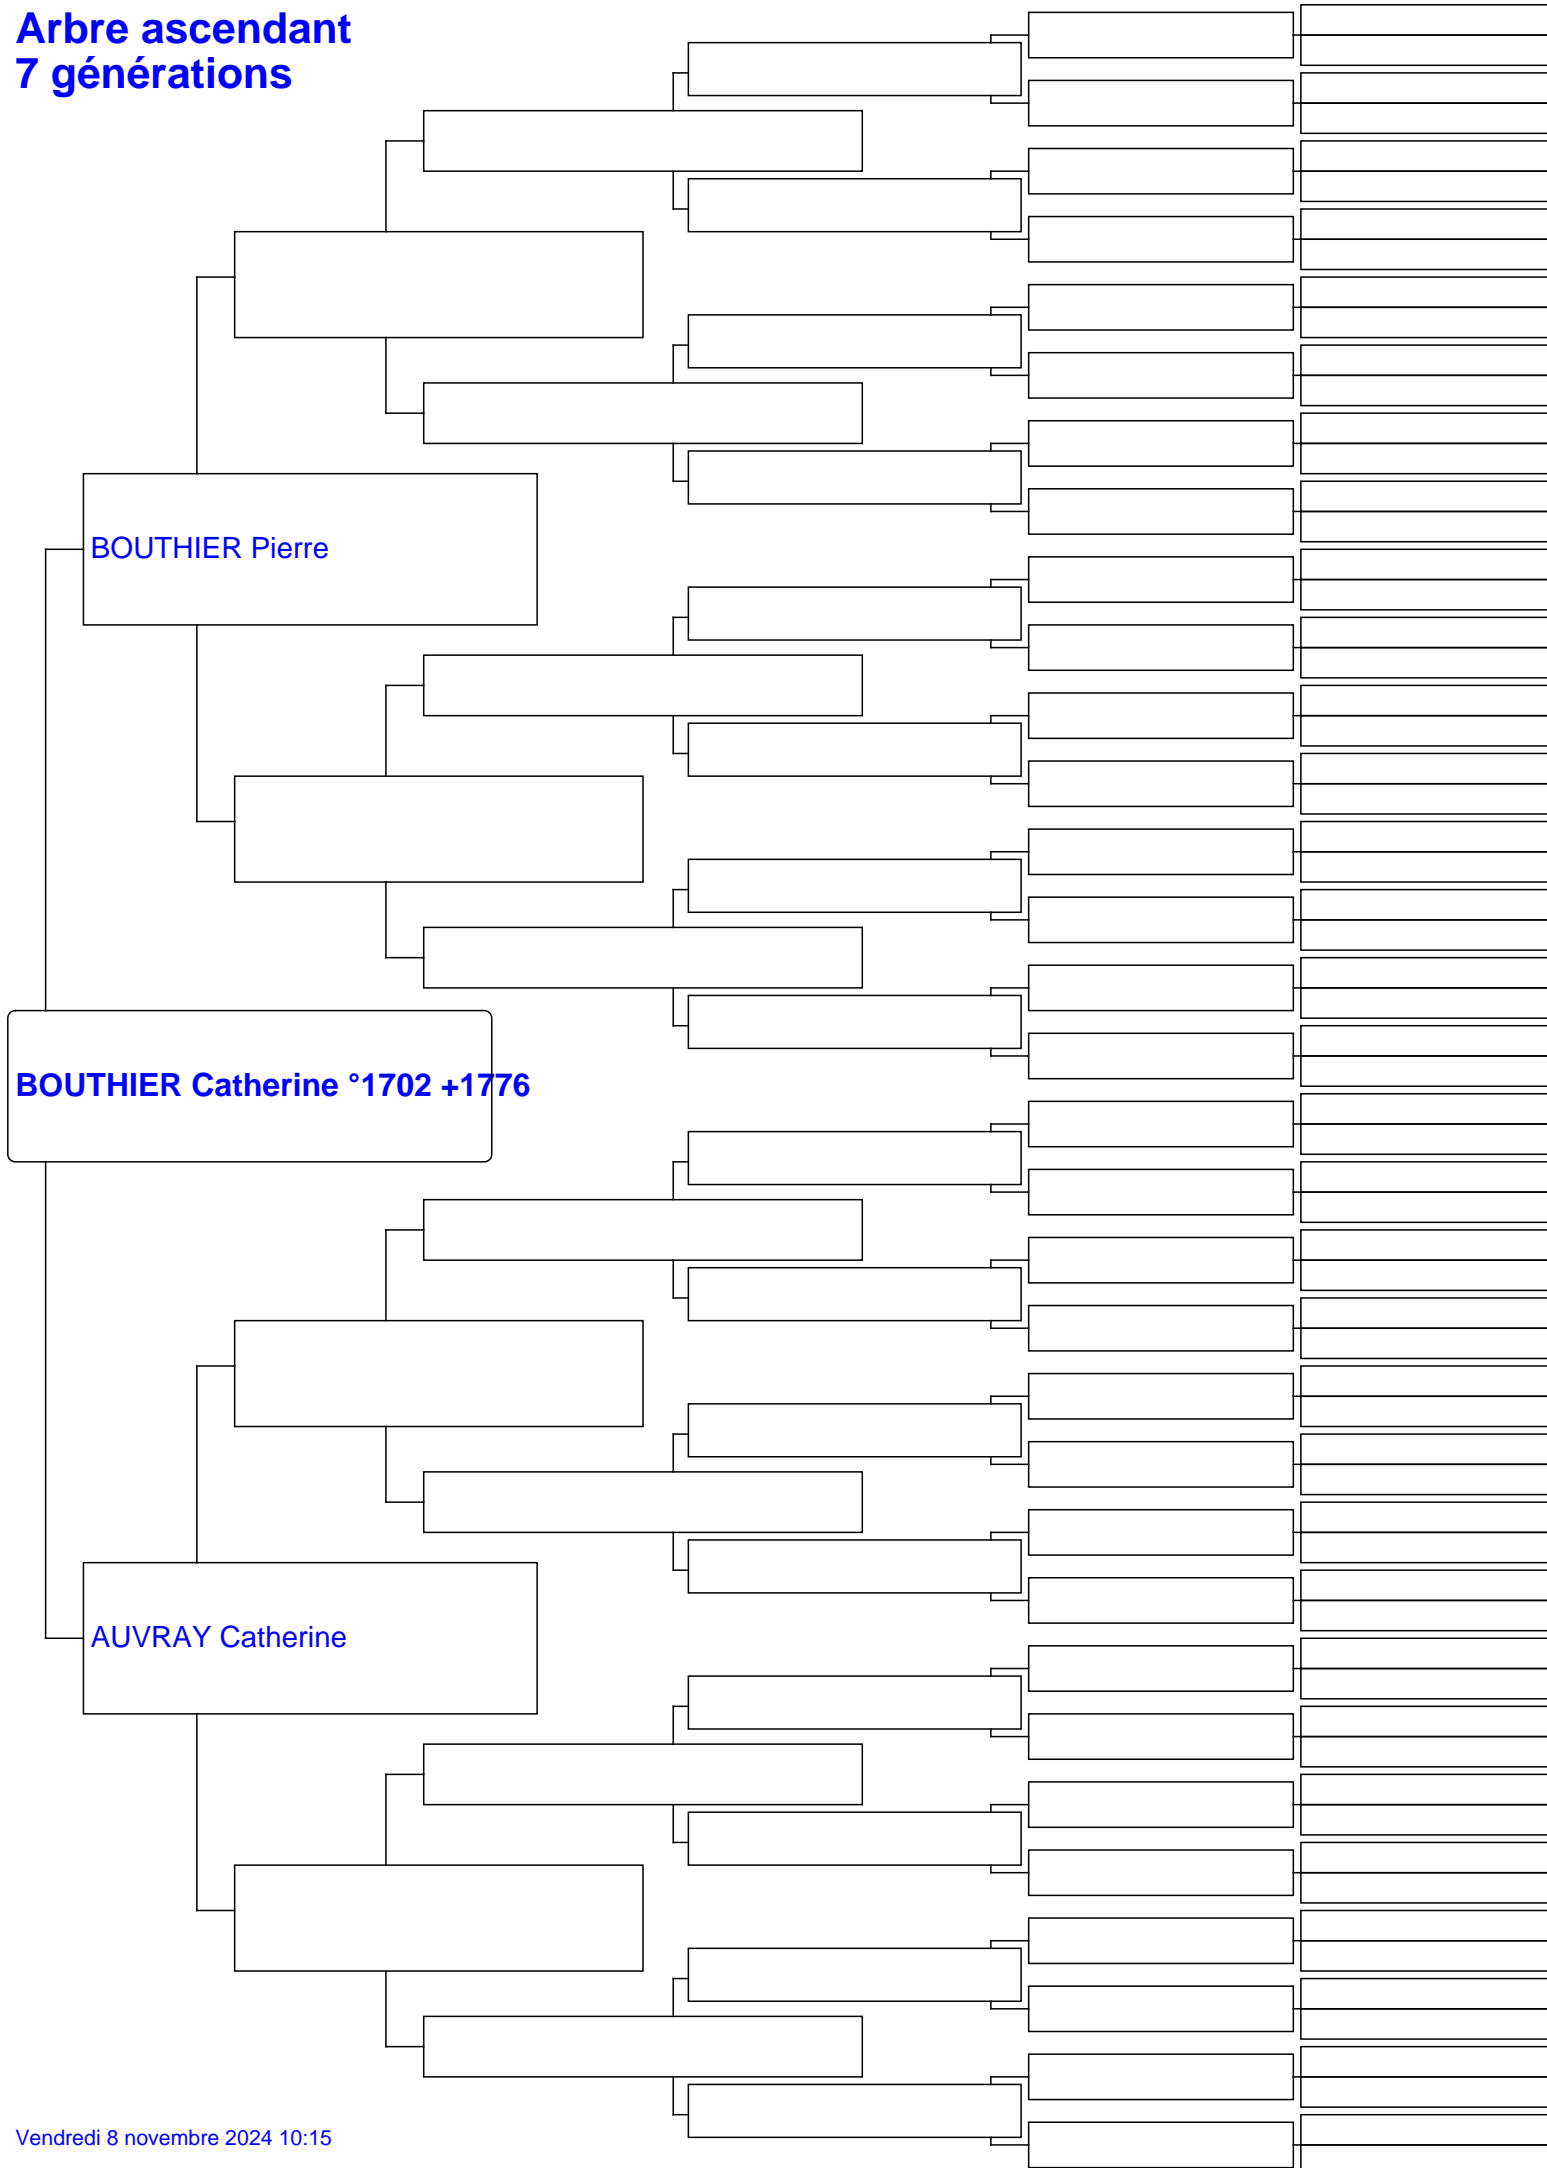 Arbre ascendant
7 générations
BOUTHIER Pierre
BOUTHIER Catherine °1702 +1776
AUVRAY Catherine
Vendredi 8 novembre 2024 10:15